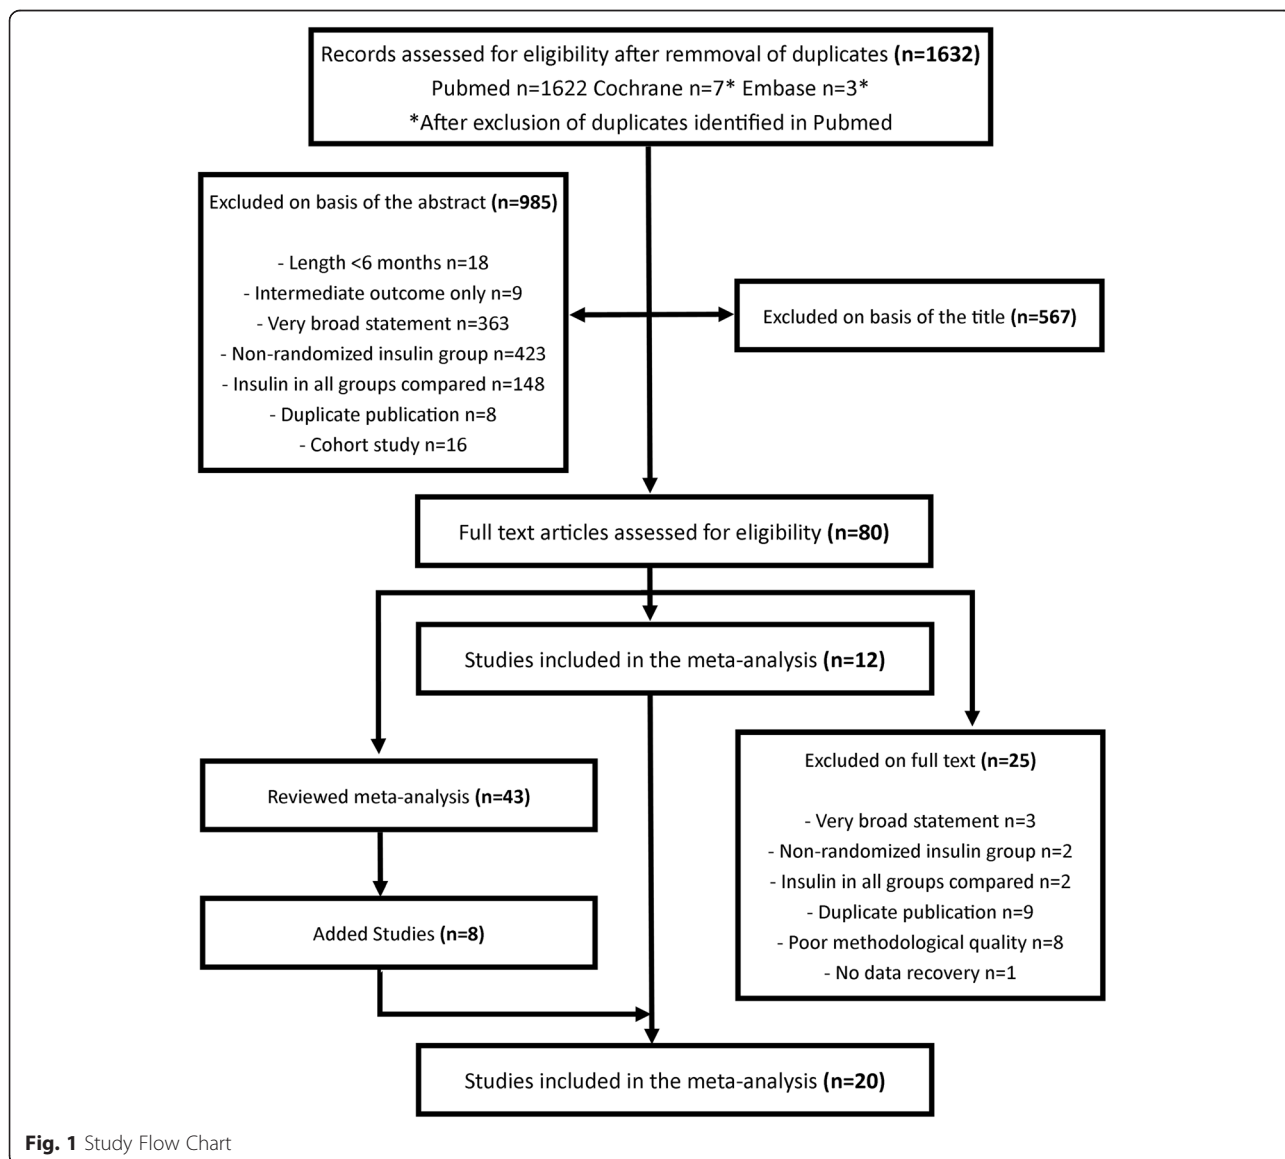 Records assessed for eligibility after remmoval of duplicates (n=1632)
Pubmed n=1622 Cochrane n=7* Embase n=3*
*After exclusion of duplicates identified in Pubmed
Excluded on basis of the abstract (n=985)
- Length <6 months n=18
- Intermediate outcome only n=9
- Very broad statement n=363
- Non-randomized insulin group n=423
- Insulin in all groups compared n=148
- Duplicate publication n=8
- Cohort study n=16
Excluded on basis of the title (n=567)
Full text articles assessed for eligibility (n=80)
Studies included in the meta-analysis (n=12)
Reviewed meta-analysis (n=43)
Added Studies (n=8)
Excluded on full text (n=25)
- Very broad statement n=3
- Non-randomized insulin group n=2
- Insulin in all groups compared n=2
- Duplicate publication n=9
- Poor methodological quality n=8
- No data recovery n=1
Studies included in the meta-analysis (n=20)
Fig. 1 Study Flow Chart